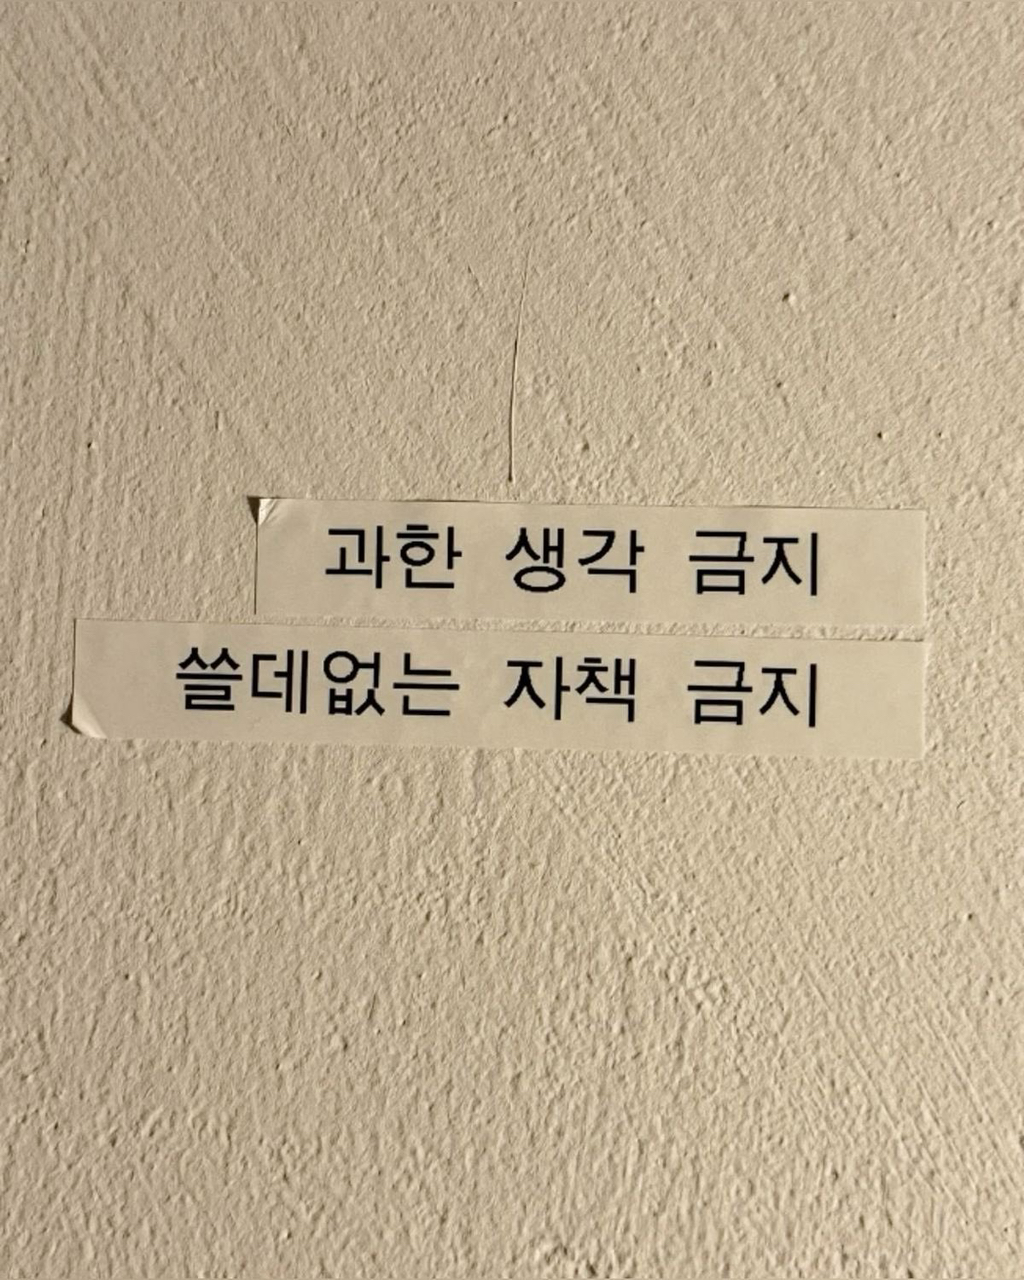 과한 생각 금지
쓸데없는 자책 금지